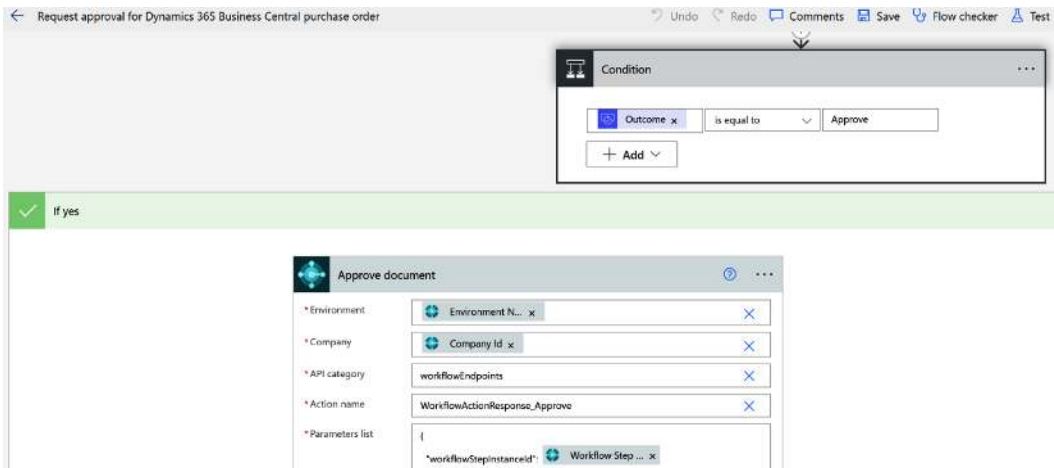 Request approval for Dynamics 365 Business Central purchase order Undo Redo Comments Save Flow checker Test
Condition
Outcome x is equal to Approve
+ Add
If yes
Approve document
*Environment Environment N... x
*Company Company Id x
*API category workflowEndpoints
*Action name WorkflowActionResponse_Approve
*Parameters list {
"workflowStepInstanceId": Workflow Step ... x